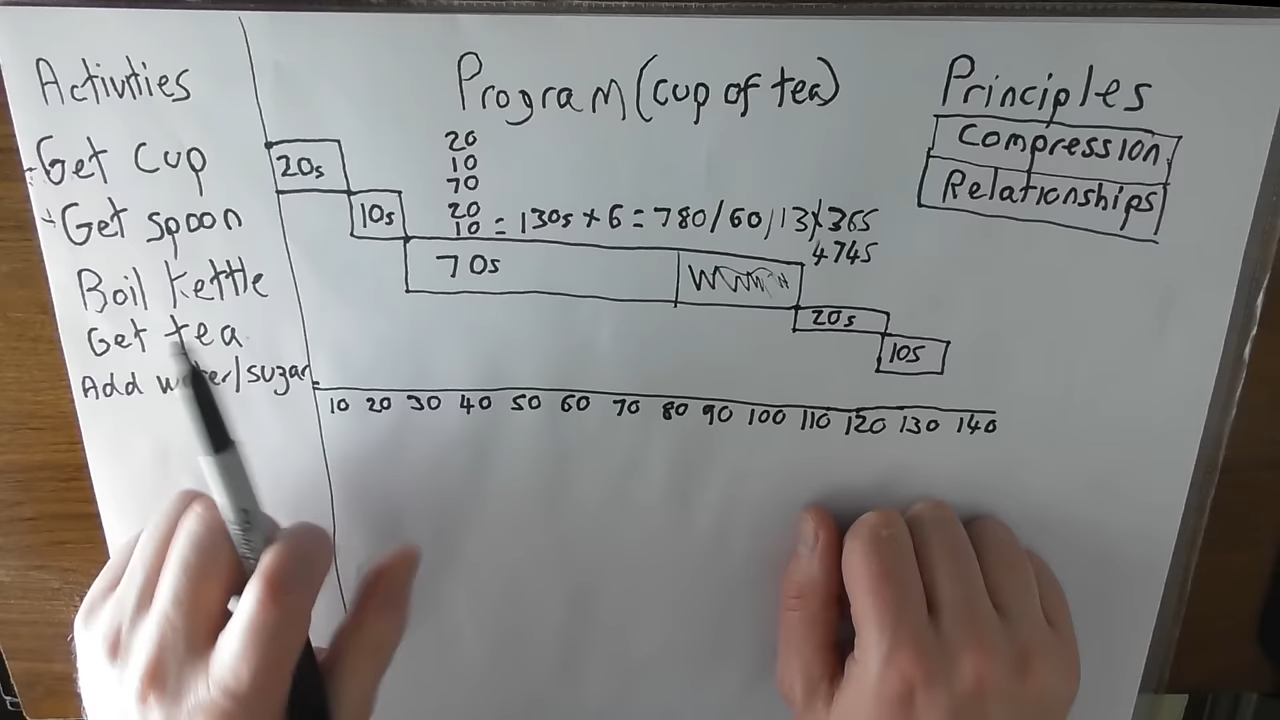 Activities
Program (cup of tea)
Principles
Compression
Relationships
- Get cup
- Get spoon
Boil kettle
Get tea
Add water/sugar
20s
10s
20
10
70
20
10 = 130s × 6 = 780/60, 13 × 365
4745
70s
20s
10s
10 20 30 40 50 60 70 80 90 100 110 120 130 140